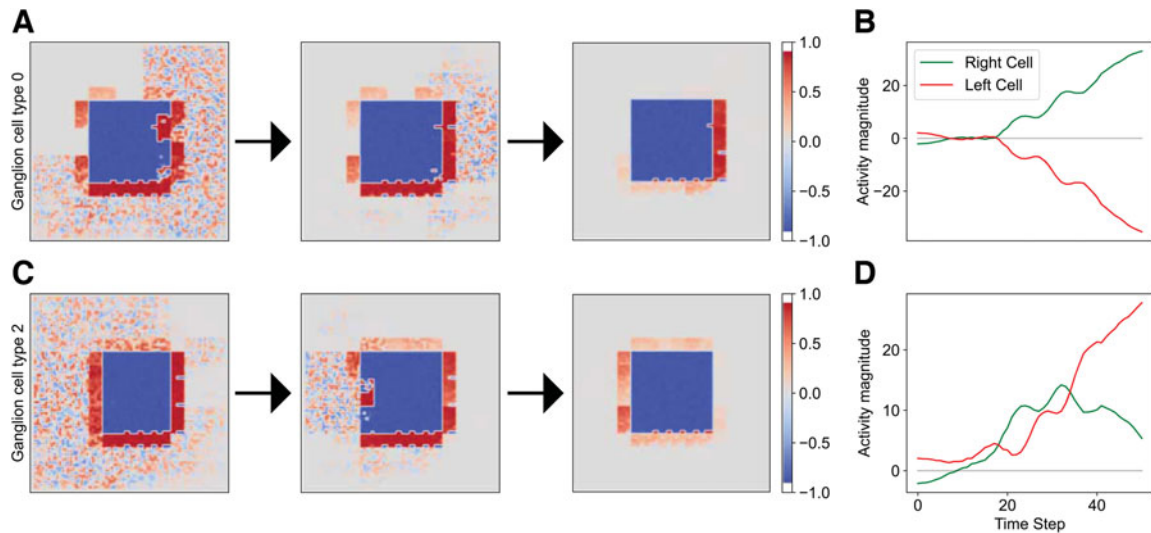 A
B
Ganglion cell type 0
1.0
0.5
0.0
−0.5
−1.0
Activity magnitude
20
0
−20
Right Cell
Left Cell
C
D
Ganglion cell type 2
1.0
0.5
0.0
−0.5
−1.0
Activity magnitude
20
10
0
0
20
40
Time Step